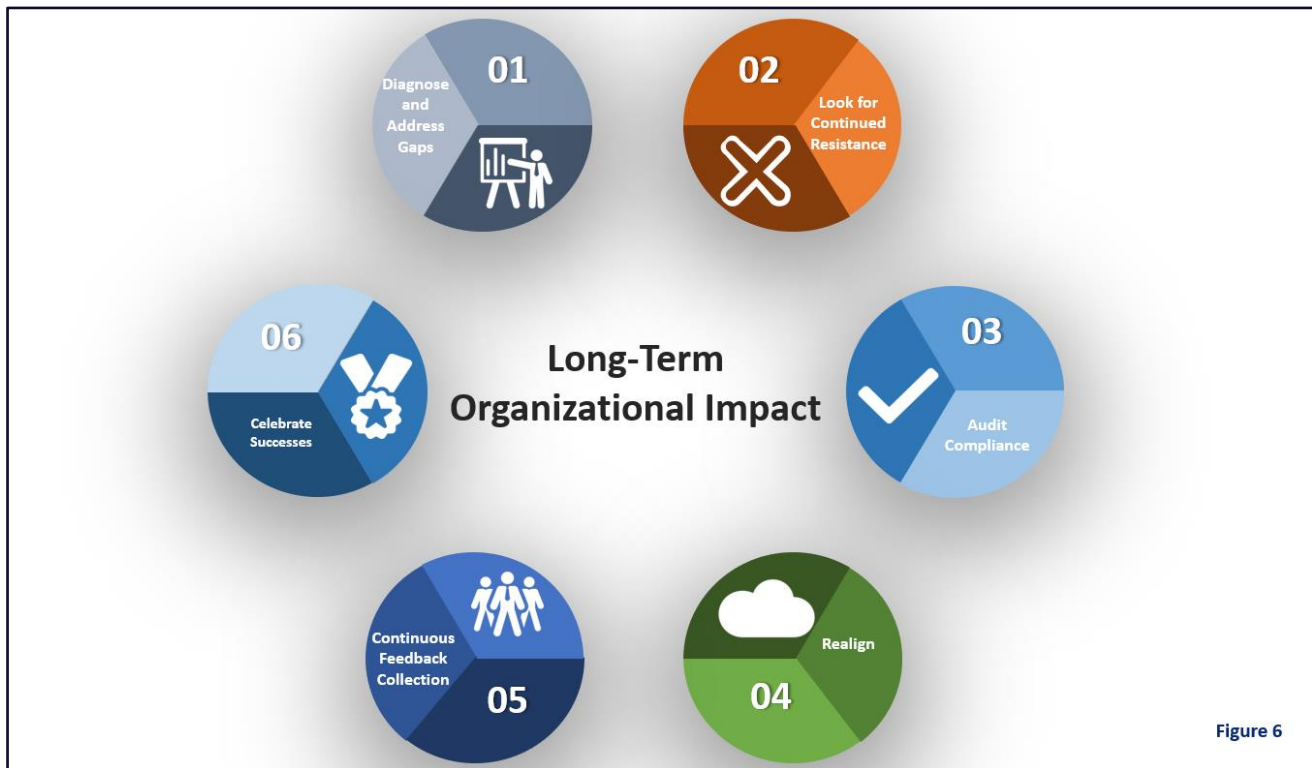 01
Diagnose
and
Address
Gaps
02
Look for
Continued
Resistance
03
Audit
Compliance
04
Realign
05
Continuous
Feedback
Collection
06
Celebrate
Successes
Long-Term
Organizational Impact
Figure 6